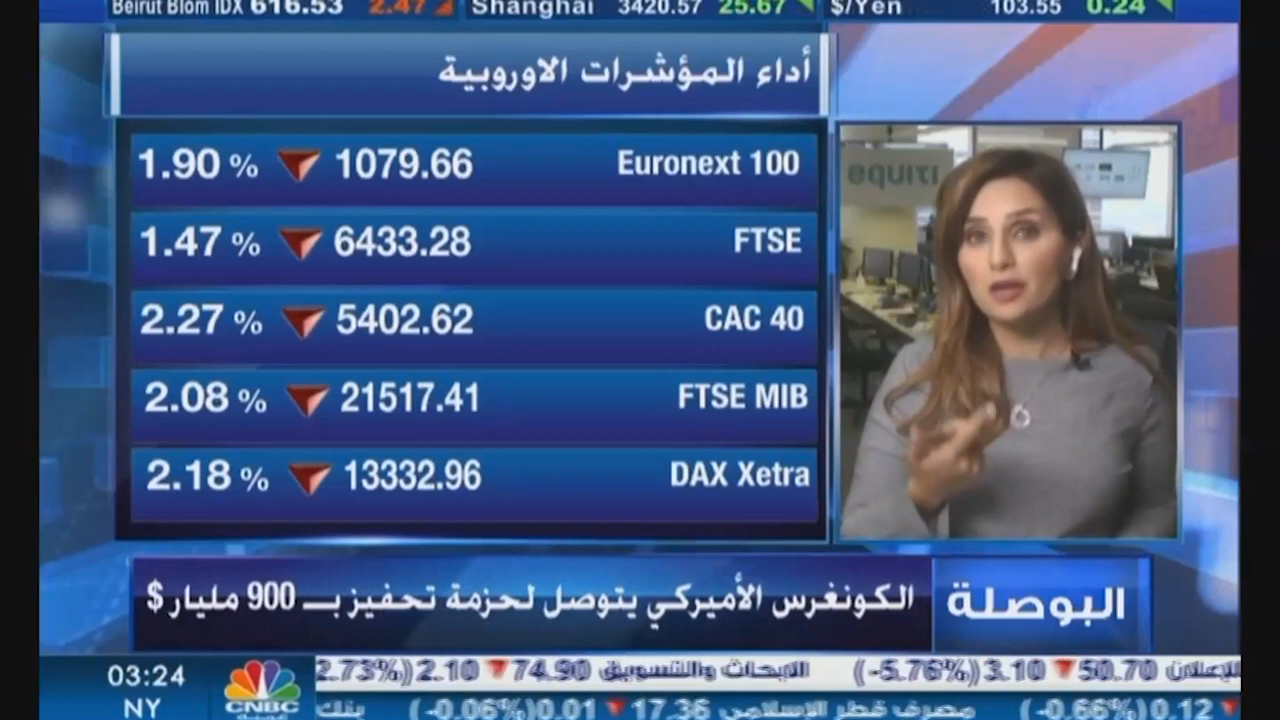 Beirut Blom IDX 616.53 2.47 Shanghai 3420.57 25.67 $/Yen 103.55 0.24
أداء المؤشرات الاوروبية
1.90 % 1079.66 Euronext 100
1.47 % 6433.28 FTSE
2.27 % 5402.62 CAC 40
2.08 % 21517.41 FTSE MIB
2.18 % 13332.96 DAX Xetra
equiti
البوصلة
الكونغرس الأميركي يتوصل لحزمة تحفيز بـ 900 مليار $
03:24
NY
CNBC
عربية
للإعلان 50.70 3.10 (-5.76%) الابحاث والتسويق 74.90 2.10 2.73%)
0.12 (-0.66%) مصرف قطر الإسلامي 17.36 0.01 (-0.06%) بنك